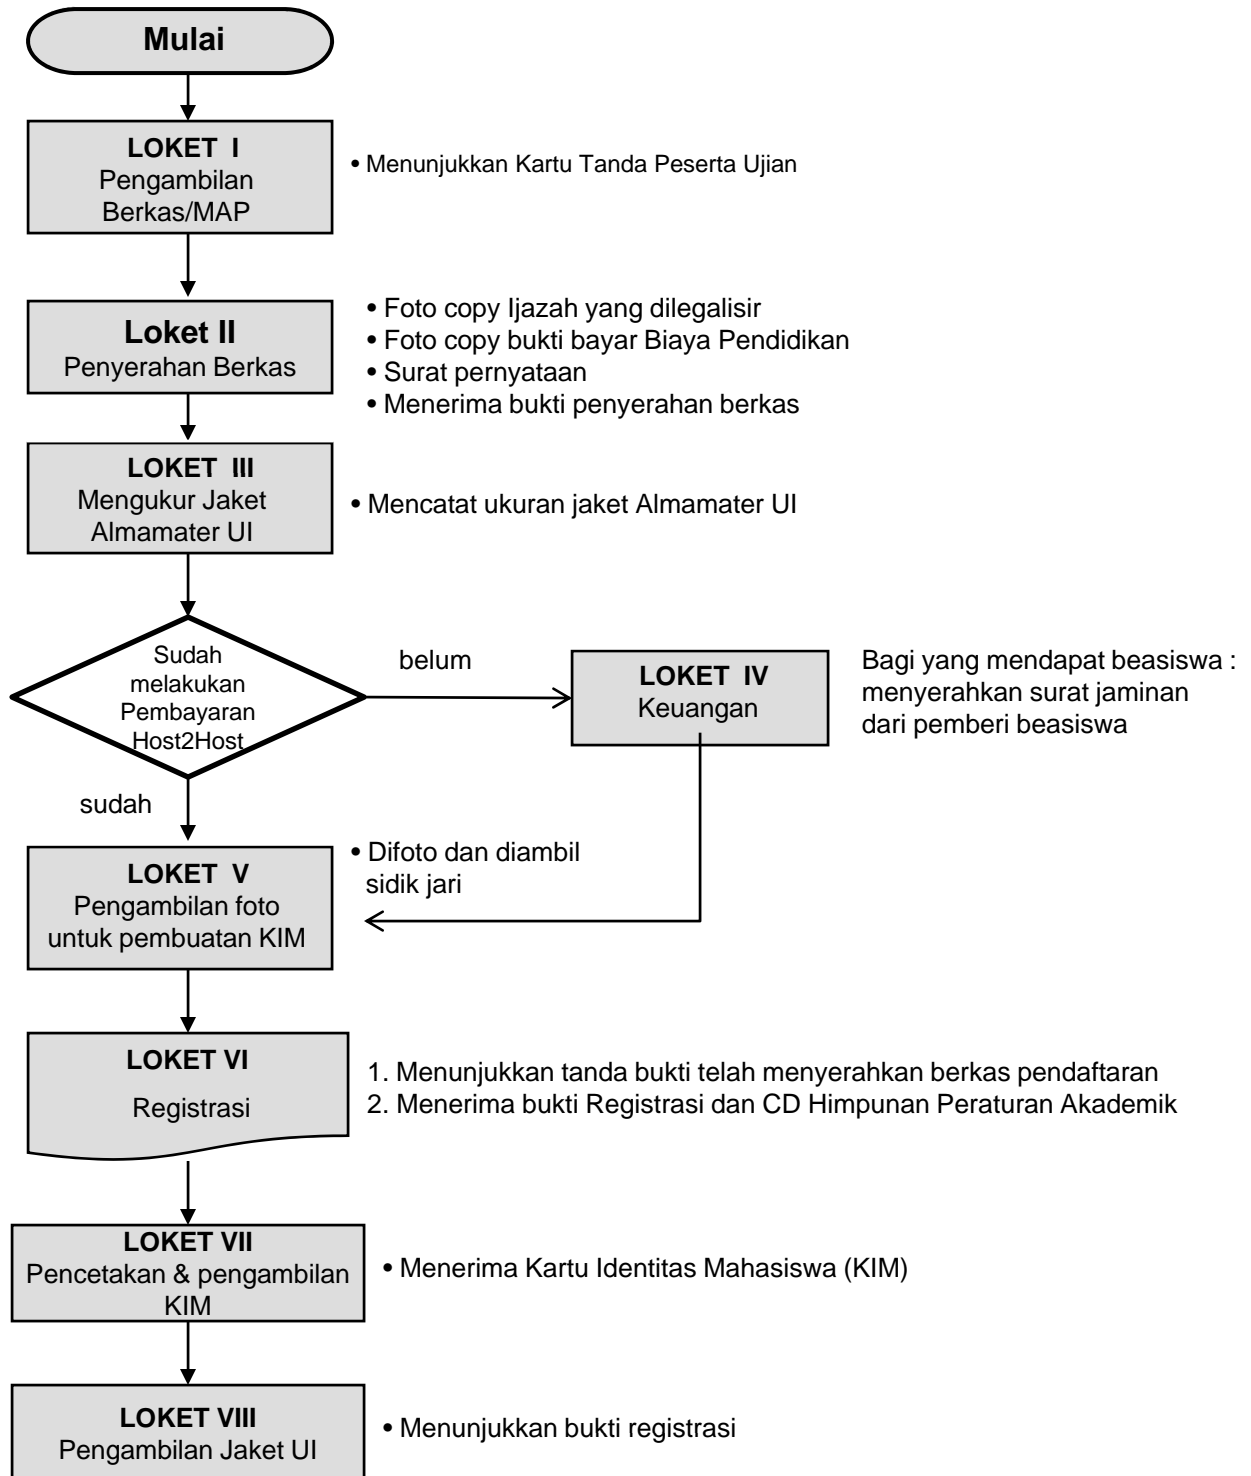 Mulai
LOKET I
Pengambilan
Berkas/MAP
• Menunjukkan Kartu Tanda Peserta Ujian
Loket II
Penyerahan Berkas
• Foto copy Ijazah yang dilegalisir
• Foto copy bukti bayar Biaya Pendidikan
• Surat pernyataan
• Menerima bukti penyerahan berkas
LOKET III
Mengukur Jaket
Almamater UI
• Mencatat ukuran jaket Almamater UI
Sudah
melakukan
Pembayaran
Host2Host
belum
LOKET IV
Keuangan
Bagi yang mendapat beasiswa :
menyerahkan surat jaminan
dari pemberi beasiswa
sudah
LOKET V
Pengambilan foto
untuk pembuatan KIM
• Difoto dan diambil
sidik jari
LOKET VI
Registrasi
1. Menunjukkan tanda bukti telah menyerahkan berkas pendaftaran
2. Menerima bukti Registrasi dan CD Himpunan Peraturan Akademik
LOKET VII
Pencetakan & pengambilan
KIM
• Menerima Kartu Identitas Mahasiswa (KIM)
LOKET VIII
Pengambilan Jaket UI
• Menunjukkan bukti registrasi